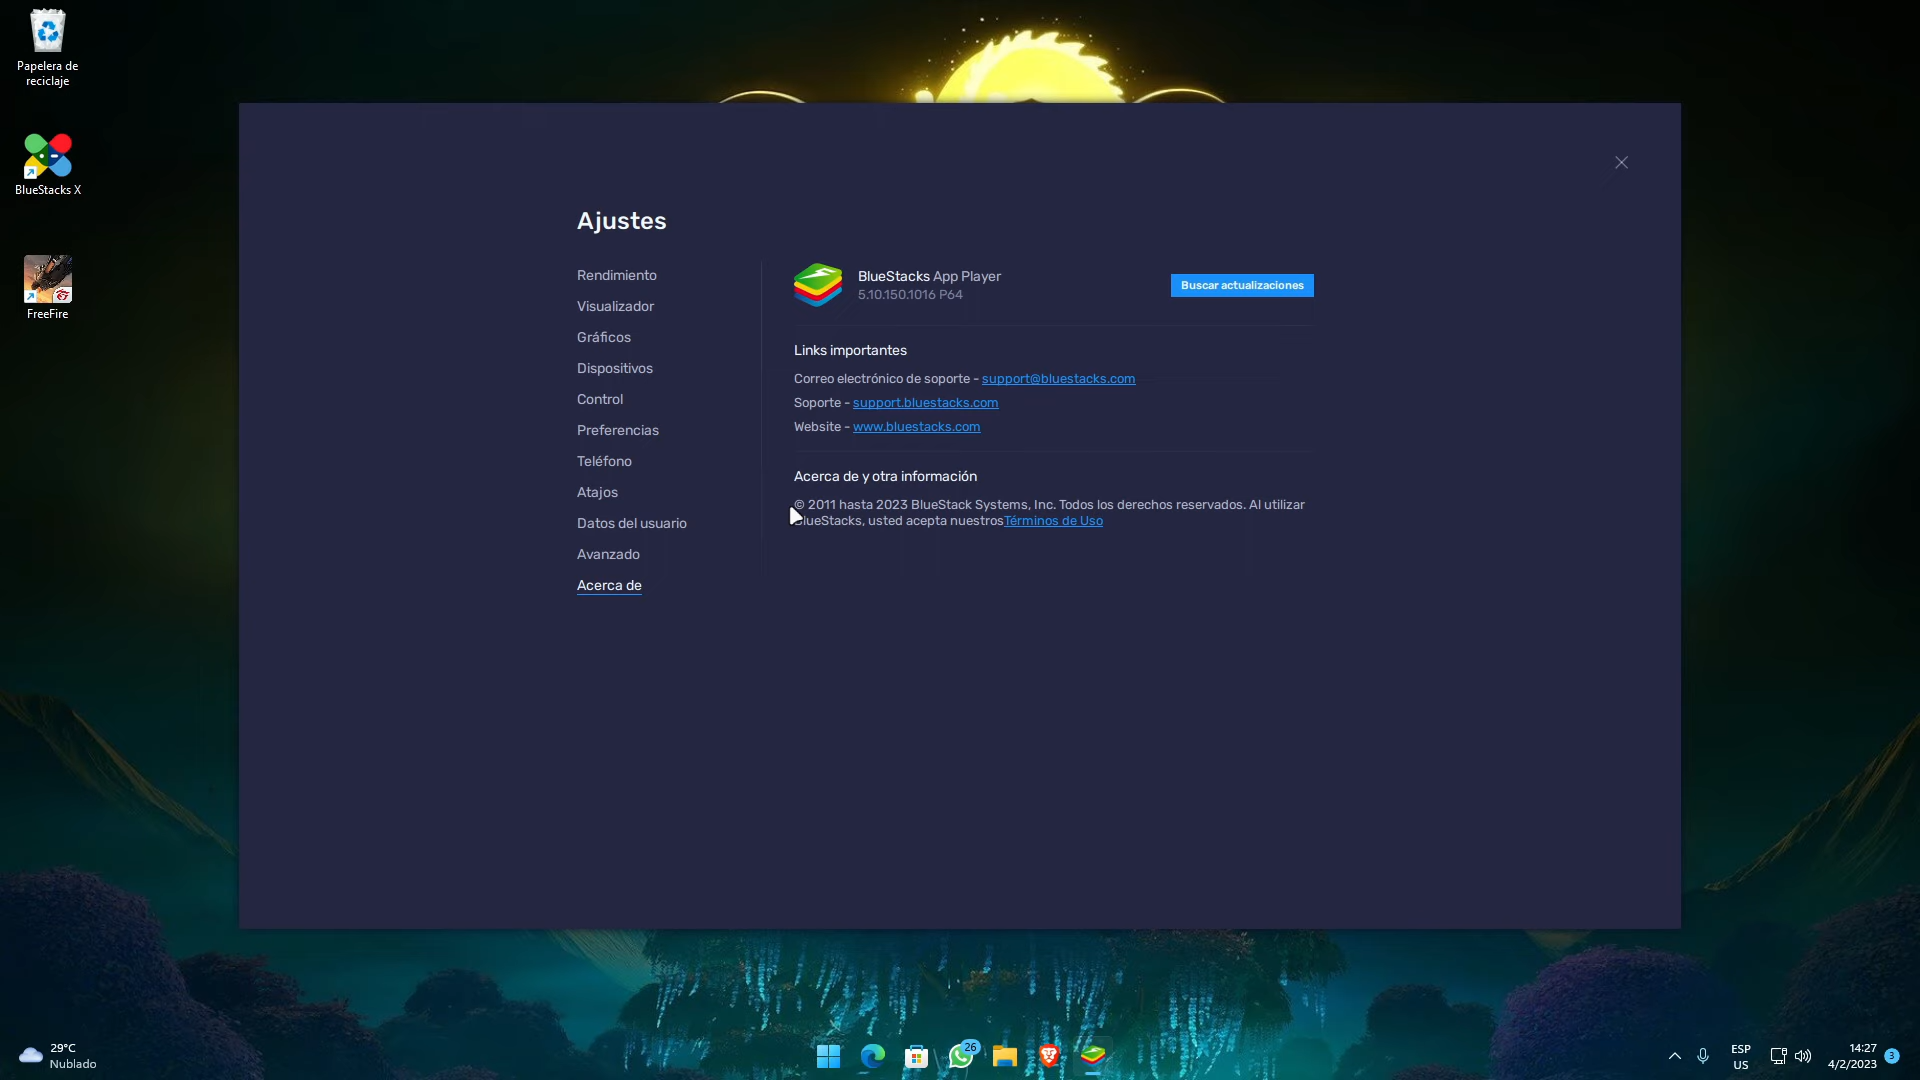 Papelera de
reciclaje
BlueStacks X
FreeFire
Ajustes
Rendimiento
Visualizador
Gráficos
Dispositivos
Control
Preferencias
Teléfono
Atajos
Datos del usuario
Avanzado
Acerca de
BlueStacks App Player
5.10.150.1016 P64
Buscar actualizaciones
Links importantes
Correo electrónico de soporte - support@bluestacks.com
Soporte - support.bluestacks.com
Website - www.bluestacks.com
Acerca de y otra información
© 2011 hasta 2023 BlueStack Systems, Inc. Todos los derechos reservados. Al utilizar
BlueStacks, usted acepta nuestrosTérminos de Uso
29°C
Nublado
26
ESP
US
14:27
4/2/2023
3